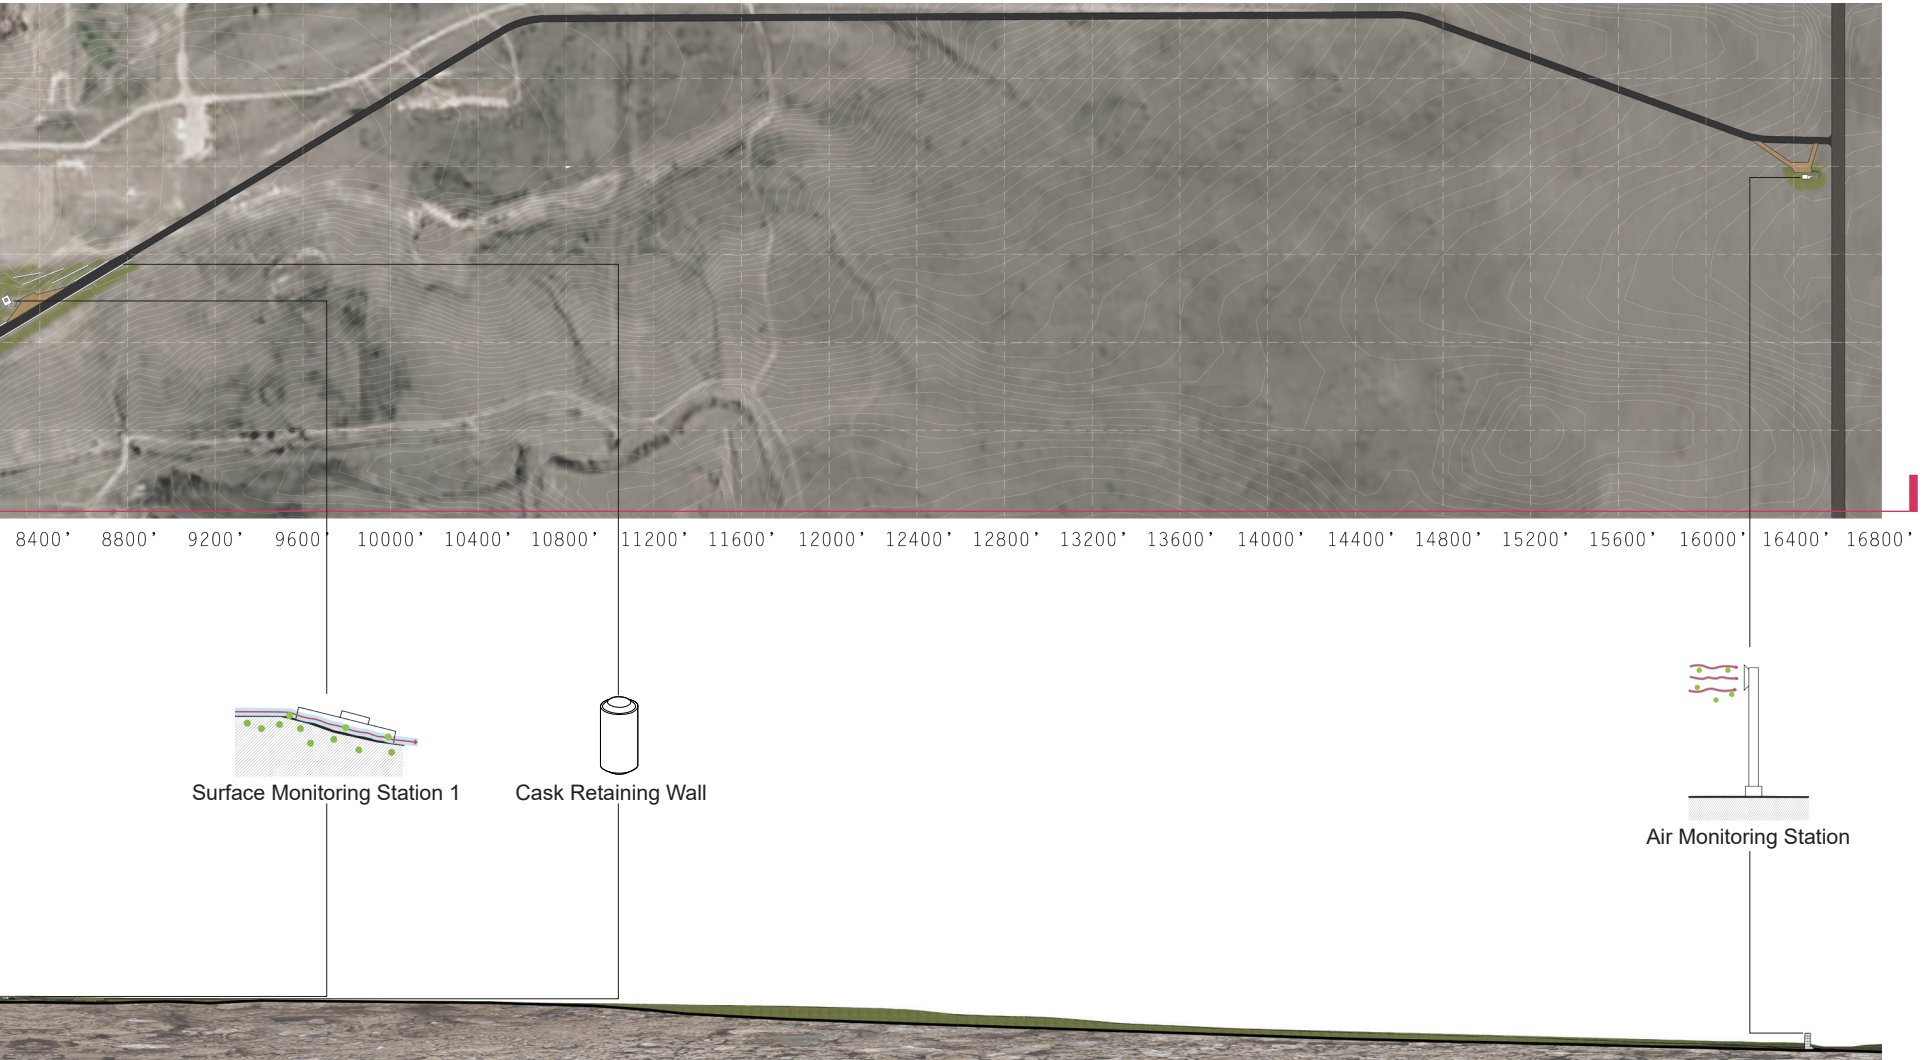 8400’ 8800’ 9200’ 9600’ 10000’ 10400’ 10800’ 11200’ 11600’ 12000’ 12400’ 12800’ 13200’ 13600’ 14000’ 14400’ 14800’ 15200’ 15600’ 16000’ 16400’ 16800’
Surface Monitoring Station 1
Cask Retaining Wall
Air Monitoring Station